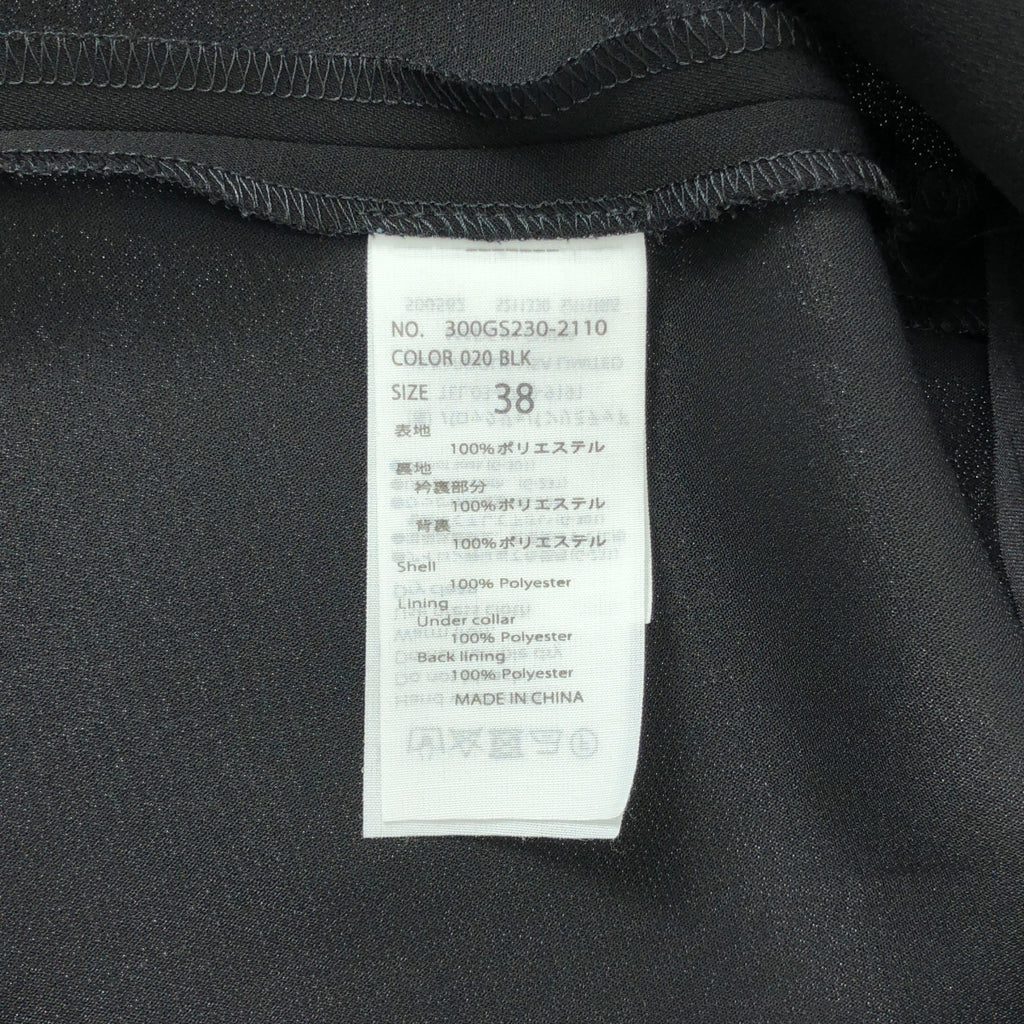 NO. 300GS230-2110
COLOR 020 BLK
SIZE 38
表地
100%ポリエステル
裏地
衿裏部分
100%ポリエステル
背裏
100%ポリエステル
Shell
100% Polyester
Lining
Under collar
100% Polyester
Back lining
100% Polyester
MADE IN CHINA